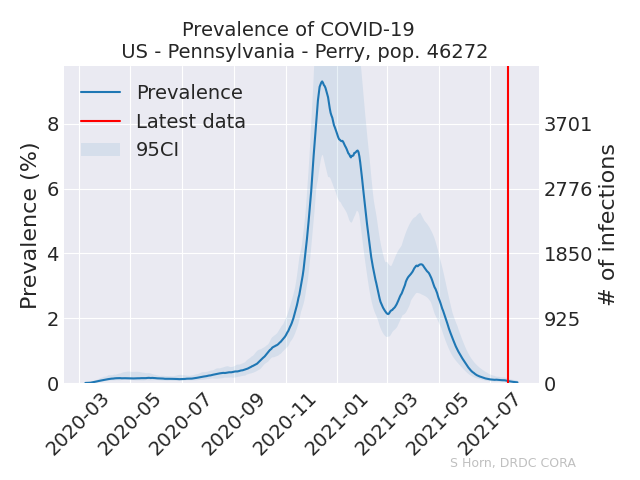 Prevalence of COVID-19
US - Pennsylvania - Perry, pop. 46272
Prevalence
Latest data
95CI
Prevalence (%)
8
6
4
2
0
3701
2776
1850
925
0
# of infections
2020-03
2020-05
2020-07
2020-09
2020-11
2021-01
2021-03
2021-05
2021-07
S Horn, DRDC CORA